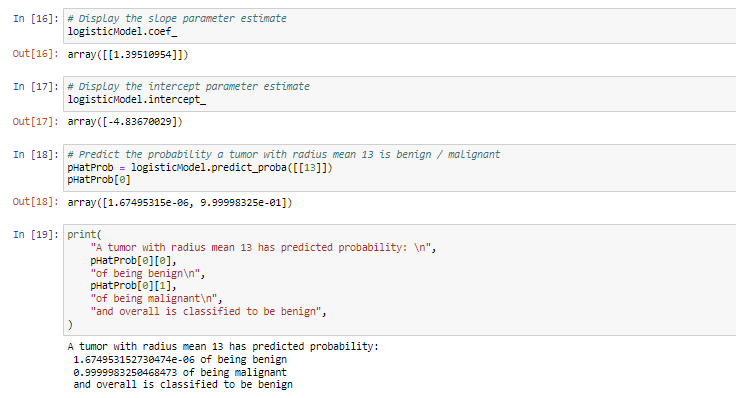 In [16]: # Display the slope parameter estimate
logisticModel.coef_
Out[16]: array([[1.39510954]])
In [17]: # Display the intercept parameter estimate
logisticModel.intercept_
Out[17]: array([-4.83670029])
In [18]: # Predict the probability a tumor with radius mean 13 is benign / malignant
pHatProb = logisticModel.predict_proba([[13]])
pHatProb[0]
Out[18]: array([1.67495315e-06, 9.99998325e-01])
In [19]: print(
"A tumor with radius mean 13 has predicted probability: \n",
pHatProb[0][0],
"of being benign\n",
pHatProb[0][1],
"of being malignant\n",
"and overall is classified to be benign",
)
A tumor with radius mean 13 has predicted probability:
1.674953152730474e-06 of being benign
0.9999983250468473 of being malignant
and overall is classified to be benign